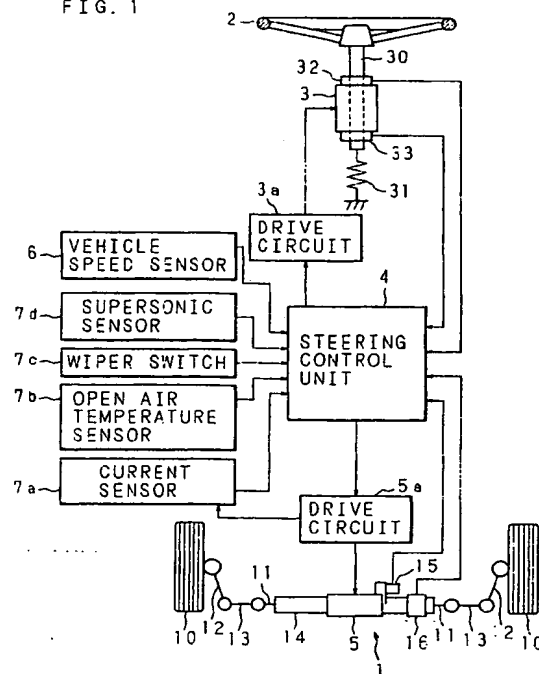 FIG. 1
2
30
32
3
33
31
3a
DRIVE
CIRCUIT
6
VEHICLE
SPEED SENSOR
4
7d
SUPERSONIC
SENSOR
STEERING
CONTROL
UNIT
7c
WIPER SWITCH
7b
OPEN AIR
TEMPERATURE
SENSOR
7a
CURRENT
SENSOR
5a
DRIVE
CIRCUIT
15
11
12
10
13
14
5
16
11
13
12
10
1